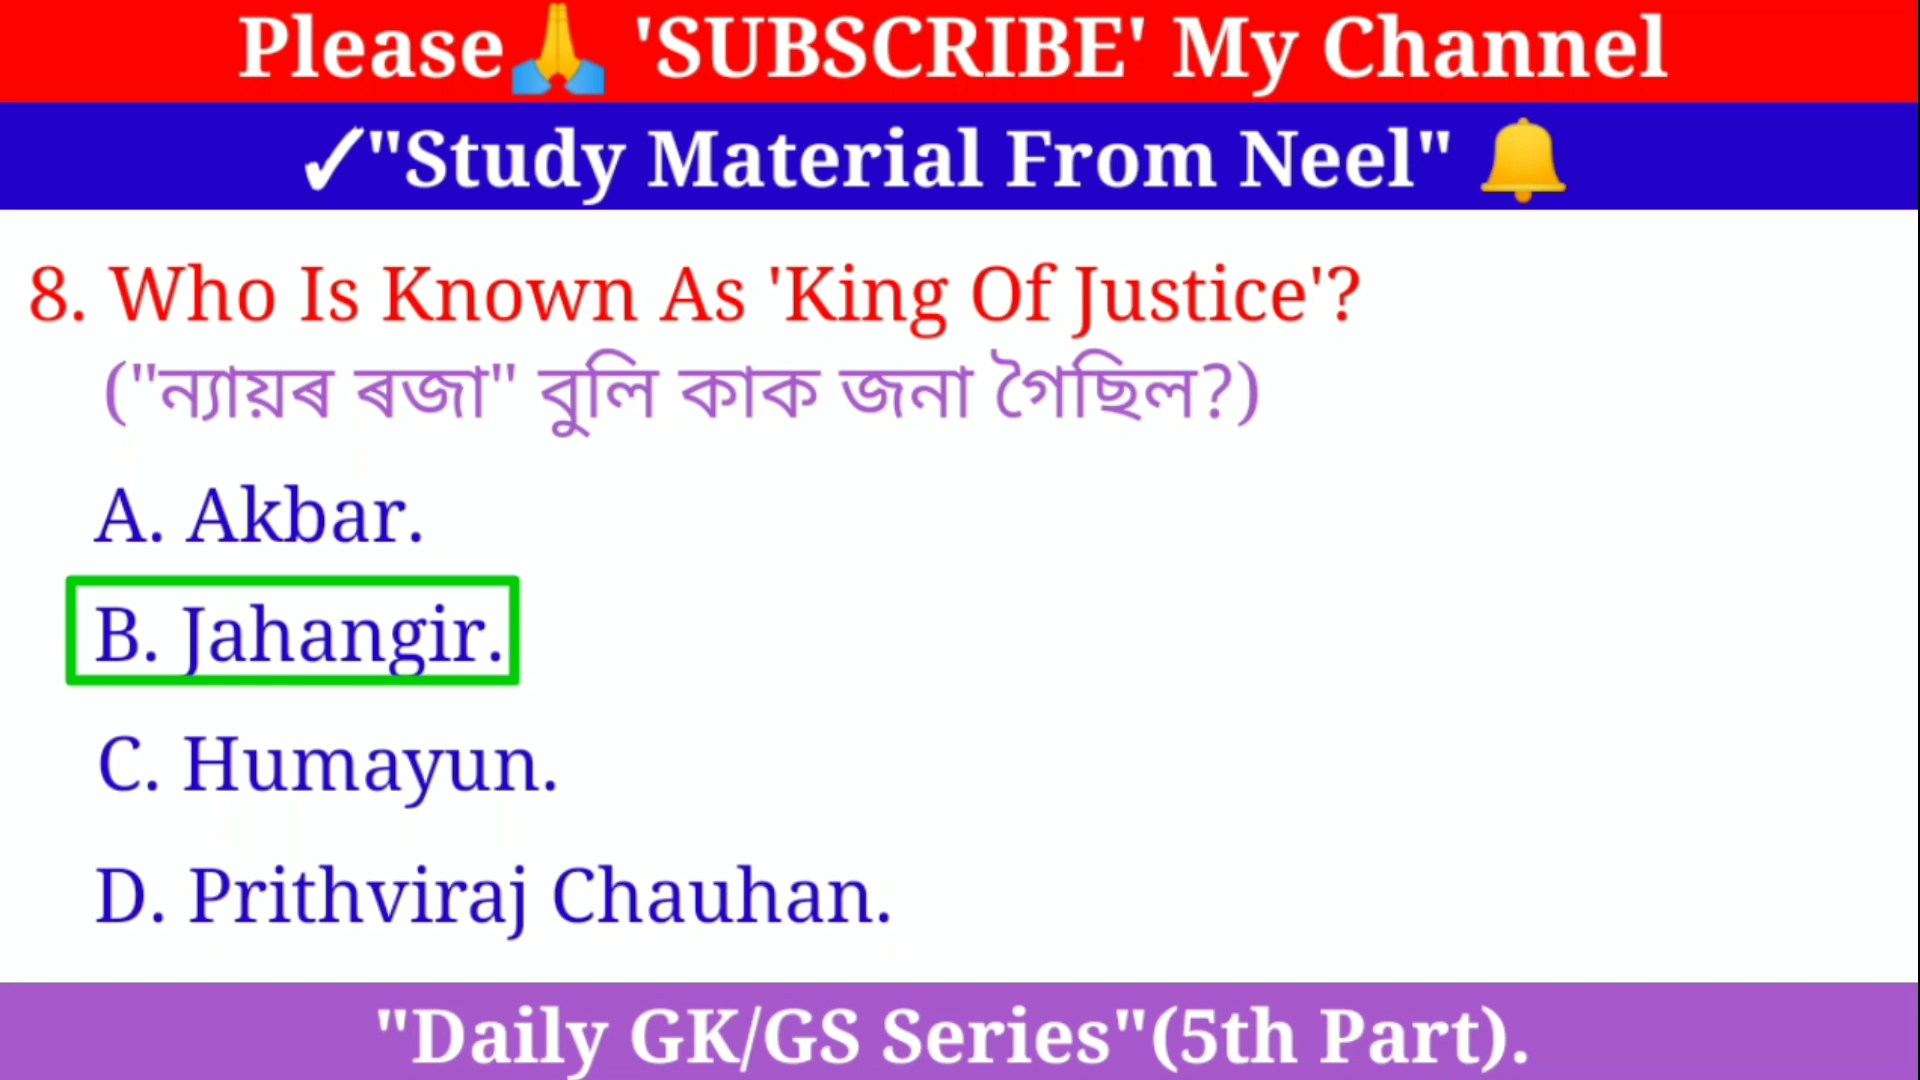 Please🙏 'SUBSCRIBE' My Channel
✓"Study Material From Neel" 🔔
8. Who Is Known As 'King Of Justice'?
("ন্যায়ৰ ৰজা" বুলি কাক জনা গৈছিল?)
A. Akbar.
B. Jahangir.
C. Humayun.
D. Prithviraj Chauhan.
"Daily GK/GS Series"(5th Part).